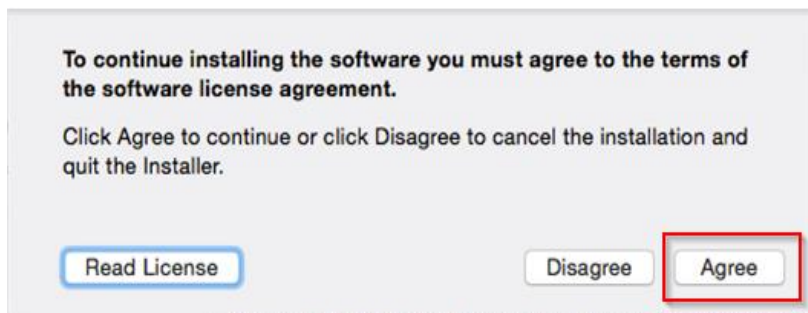 To continue installing the software you must agree to the terms of
the software license agreement.
Click Agree to continue or click Disagree to cancel the installation and
quit the Installer.
Read License
Disagree
Agree